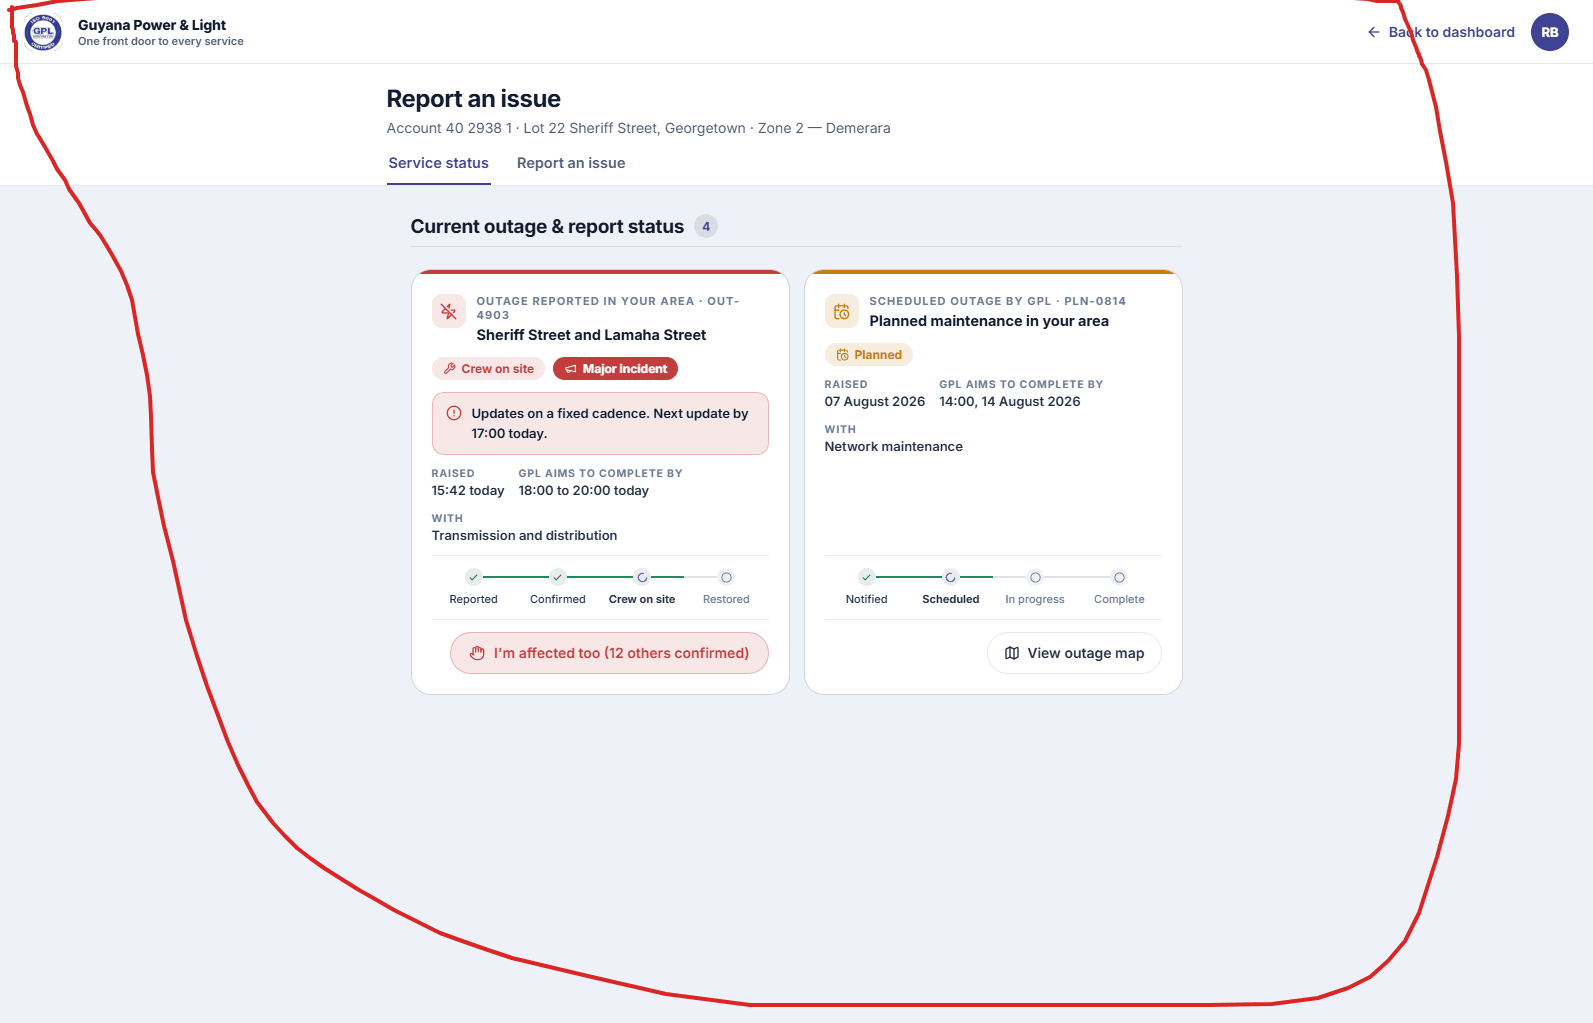 ISO 9001
GPL
CERTIFIED
Guyana Power & Light
One front door to every service
Back to dashboard
RB
Report an issue
Account 40 2938 1 · Lot 22 Sheriff Street, Georgetown · Zone 2 — Demerara
Service status
Report an issue
Current outage & report status
4
OUTAGE REPORTED IN YOUR AREA · OUT-
4903
Sheriff Street and Lamaha Street
Crew on site
Major incident
Updates on a fixed cadence. Next update by
17:00 today.
RAISED
15:42 today
GPL AIMS TO COMPLETE BY
18:00 to 20:00 today
WITH
Transmission and distribution
Reported
Confirmed
Crew on site
Restored
I'm affected too (12 others confirmed)
SCHEDULED OUTAGE BY GPL · PLN-0814
Planned maintenance in your area
Planned
RAISED
07 August 2026
GPL AIMS TO COMPLETE BY
14:00, 14 August 2026
WITH
Network maintenance
Notified
Scheduled
In progress
Complete
View outage map